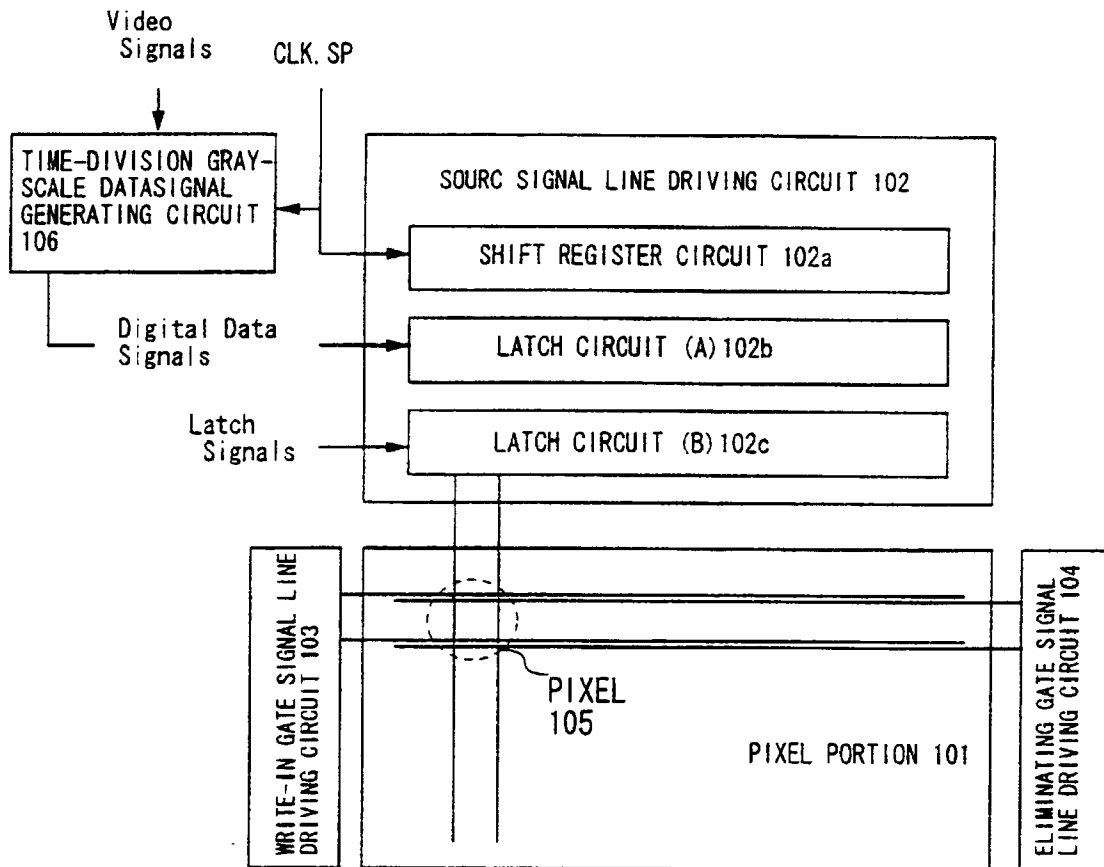 Video
Signals
CLK. SP
TIME-DIVISION GRAY-
SCALE DATASIGNAL
GENERATING CIRCUIT
106
SOURC SIGNAL LINE DRIVING CIRCUIT 102
SHIFT REGISTER CIRCUIT 102a
Digital Data
Signals
LATCH CIRCUIT (A) 102b
Latch
Signals
LATCH CIRCUIT (B) 102c
WRITE-IN GATE SIGNAL LINE
DRIVING CIRCUIT 103
PIXEL
105
PIXEL PORTION 101
ELIMINATING GATE SIGNAL
LINE DRIVING CIRCUIT 104